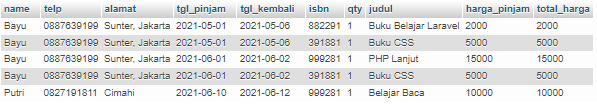 name telp alamat tgl_pinjam tgl_kembali isbn qty judul harga_pinjam total_harga
Bayu 0887639199 Sunter, Jakarta 2021-05-01 2021-05-06 882291 1 Buku Belajar Laravel 2000 2000
Bayu 0887639199 Sunter, Jakarta 2021-05-01 2021-05-06 391881 1 Buku CSS 5000 5000
Bayu 0887639199 Sunter, Jakarta 2021-06-01 2021-06-02 999281 1 PHP Lanjut 15000 15000
Bayu 0887639199 Sunter, Jakarta 2021-06-01 2021-06-02 391881 1 Buku CSS 5000 5000
Putri 0827191811 Cimahi 2021-06-10 2021-06-12 999281 1 Belajar Baca 10000 10000